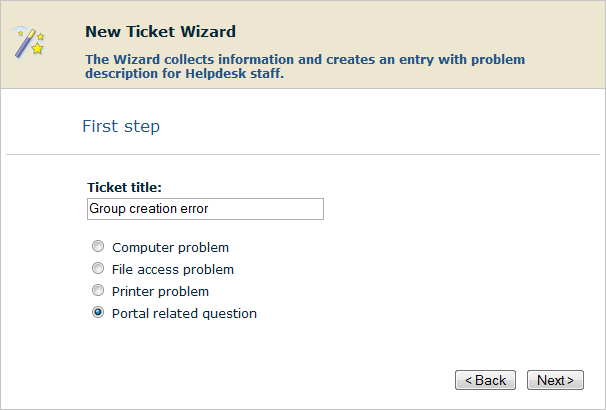 New Ticket Wizard
The Wizard collects information and creates an entry with problem
description for Helpdesk staff.
First step
Ticket title:
Group creation error
Computer problem
File access problem
Printer problem
Portal related question
< Back Next >